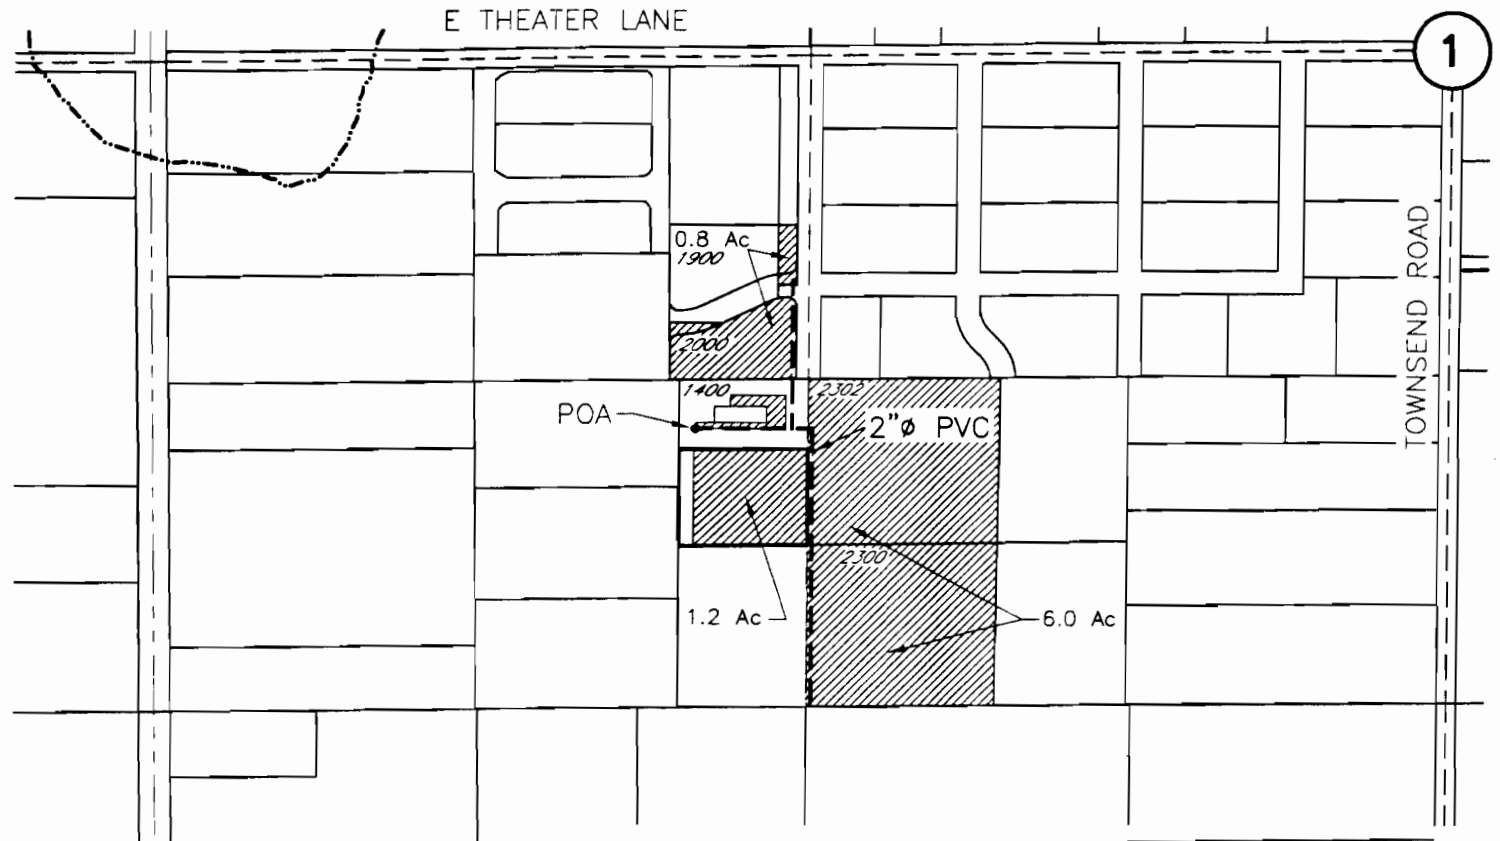 E THEATER LANE
1
0.8 Ac
1900
2000
1400
2302
POA
2"ø PVC
TOWNSEND ROAD
2300
1.2 Ac
6.0 Ac